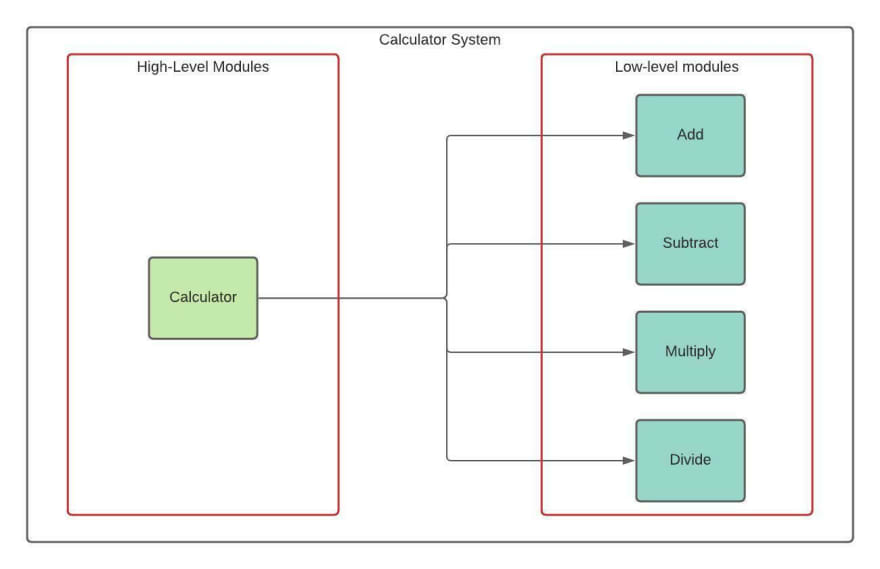 Calculator System
High-Level Modules
Low-level modules
Add
Subtract
Calculator
Multiply
Divide